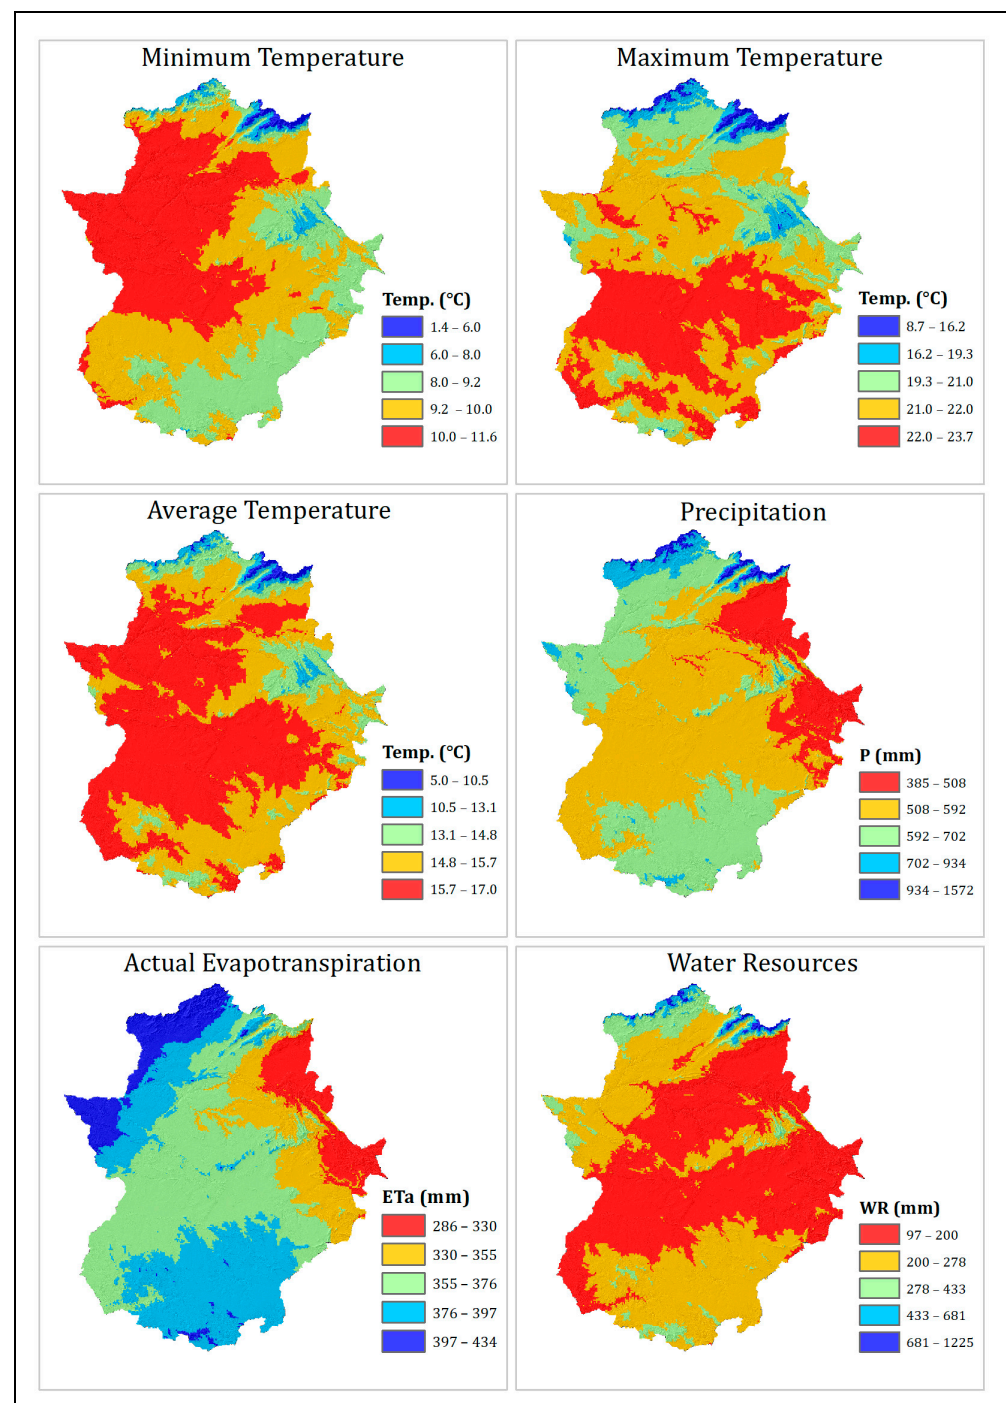 Minimum Temperature
Temp. (°C)
1.4 – 6.0
6.0 – 8.0
8.0 – 9.2
9.2 – 10.0
10.0 – 11.6
Maximum Temperature
Temp. (°C)
8.7 – 16.2
16.2 – 19.3
19.3 – 21.0
21.0 – 22.0
22.0 – 23.7
Average Temperature
Temp. (°C)
5.0 – 10.5
10.5 – 13.1
13.1 – 14.8
14.8 – 15.7
15.7 – 17.0
Precipitation
P (mm)
385 – 508
508 – 592
592 – 702
702 – 934
934 – 1572
Actual Evapotranspiration
ETa (mm)
286 – 330
330 – 355
355 – 376
376 – 397
397 – 434
Water Resources
WR (mm)
97 – 200
200 – 278
278 – 433
433 – 681
681 – 1225